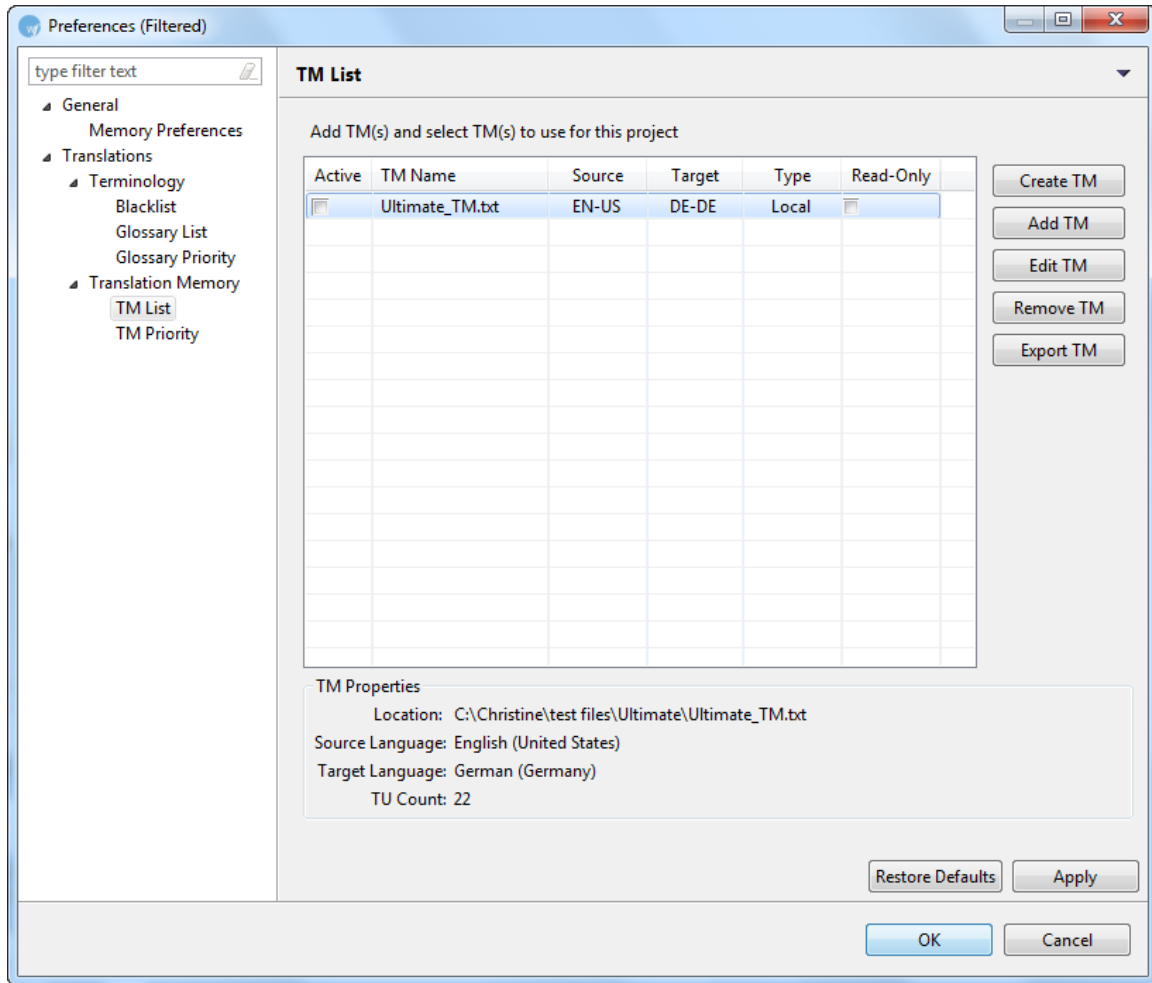 Preferences (Filtered)
type filter text
General
Memory Preferences
Translations
Terminology
Blacklist
Glossary List
Glossary Priority
Translation Memory
TM List
TM Priority
TM List
Add TM(s) and select TM(s) to use for this project
Active TM Name Source Target Type Read-Only
Ultimate_TM.txt EN-US DE-DE Local
Create TM
Add TM
Edit TM
Remove TM
Export TM
TM Properties
Location: C:\Christine\test files\Ultimate\Ultimate_TM.txt
Source Language: English (United States)
Target Language: German (Germany)
TU Count: 22
Restore Defaults Apply
OK Cancel